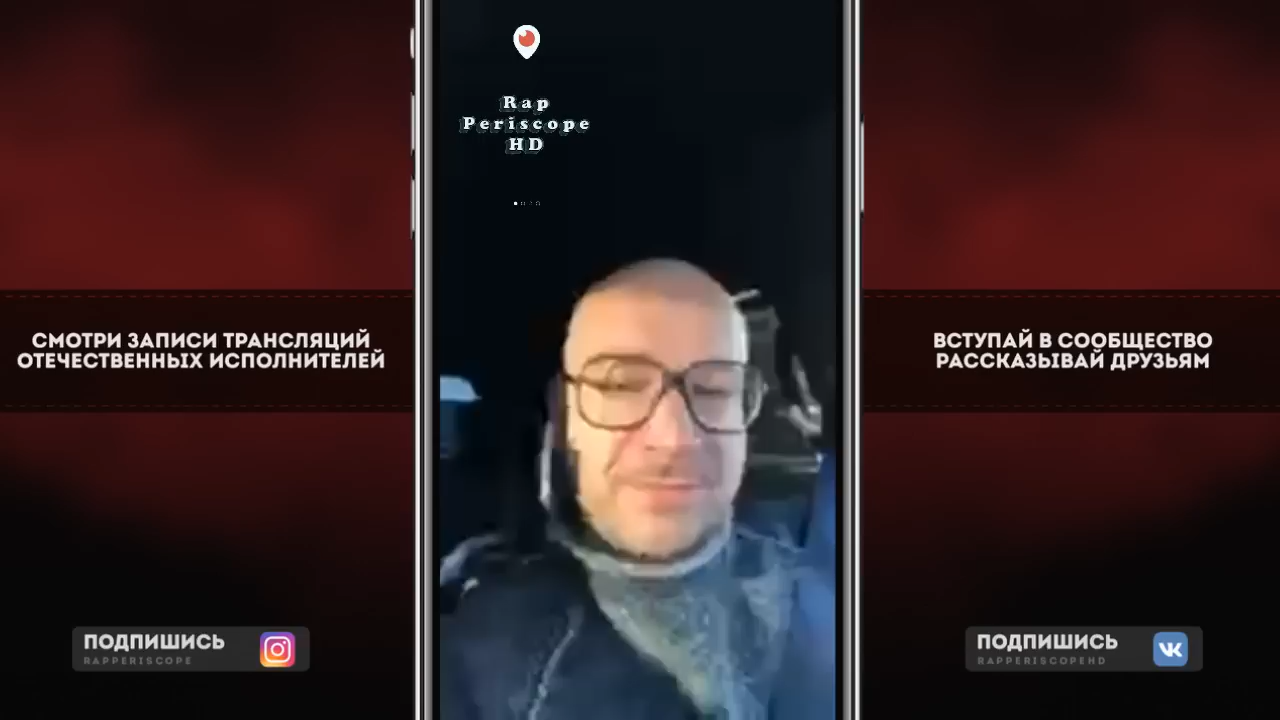 Rap
Periscope
HD
СМОТРИ ЗАПИСИ ТРАНСЛЯЦИЙ
ОТЕЧЕСТВЕННЫХ ИСПОЛНИТЕЛЕЙ
ВСТУПАЙ В СООБЩЕСТВО
РАССКАЗЫВАЙ ДРУЗЬЯМ
ПОДПИШИСЬ
RAPPERISCOPE
ПОДПИШИСЬ
RAPPERISCOPEHD